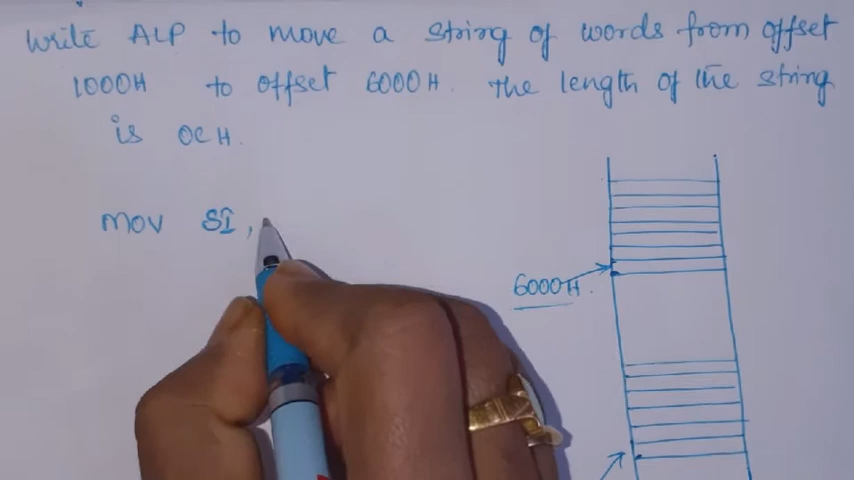 Write ALP to move a string of words from offset
1000H to offset 6000H. The length of the string
is 0CH.
MOV SI,
6000H.